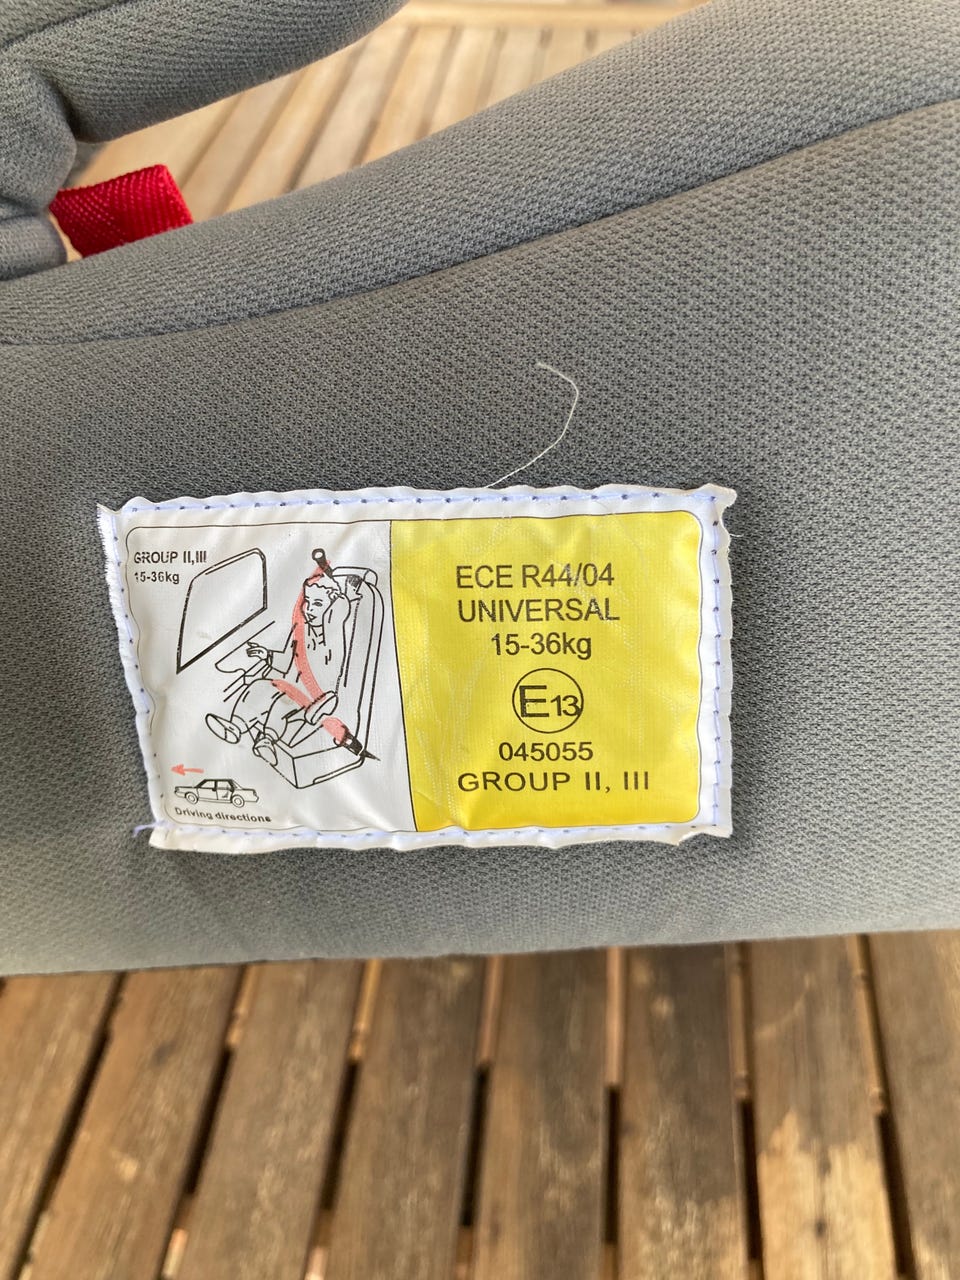 GROUP II,III
15-36kg
Driving directions
ECE R44/04
UNIVERSAL
15-36kg
E13
045055
GROUP II, III